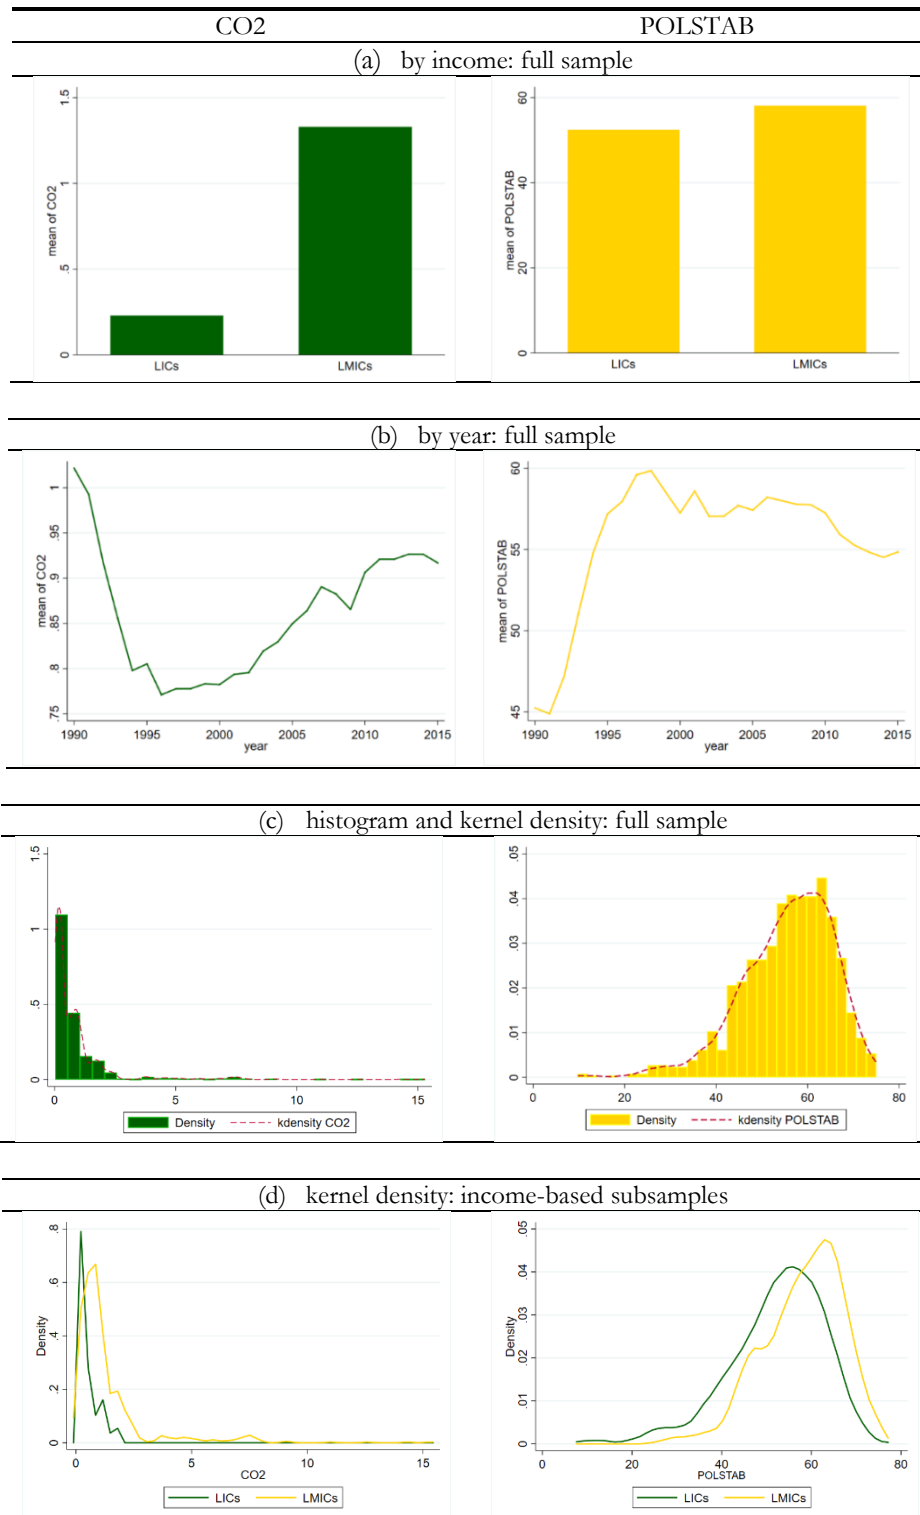 CO2 POLSTAB
(a) by income: full sample
1.5
1
.5
0
mean of CO2
LICs LMICs
60
40
20
0
mean of POLSTAB
LICs LMICs
(b) by year: full sample
1
.95
.9
.85
.8
.75
mean of CO2
1990 1995 2000 2005 2010 2015
year
60
55
50
45
mean of POLSTAB
1990 1995 2000 2005 2010 2015
year
(c) histogram and kernel density: full sample
1.5
1
.5
0
0 5 10 15
Density kdensity CO2
.05
.04
.03
.02
.01
0
0 20 40 60 80
Density kdensity POLSTAB
(d) kernel density: income-based subsamples
.8
.6
.4
.2
0
Density
0 5 10 15
CO2
LICs LMICs
.05
.04
.03
.02
.01
0
Density
0 20 40 60 80
POLSTAB
LICs LMICs